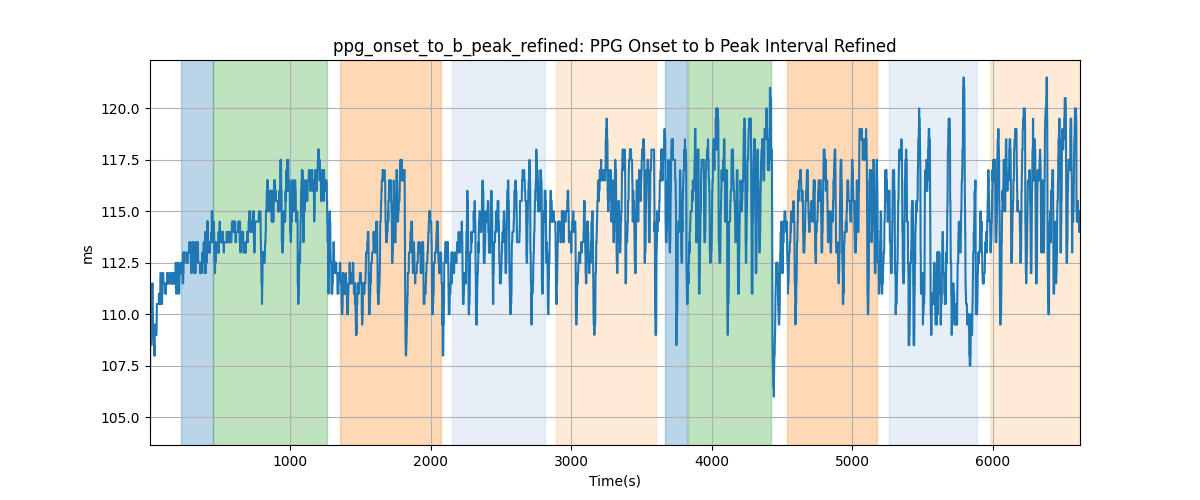 ppg_onset_to_b_peak_refined: PPG Onset to b Peak Interval Refined
120.0
117.5
115.0
112.5
110.0
107.5
105.0
ms
1000 2000 3000 4000 5000 6000
Time(s)